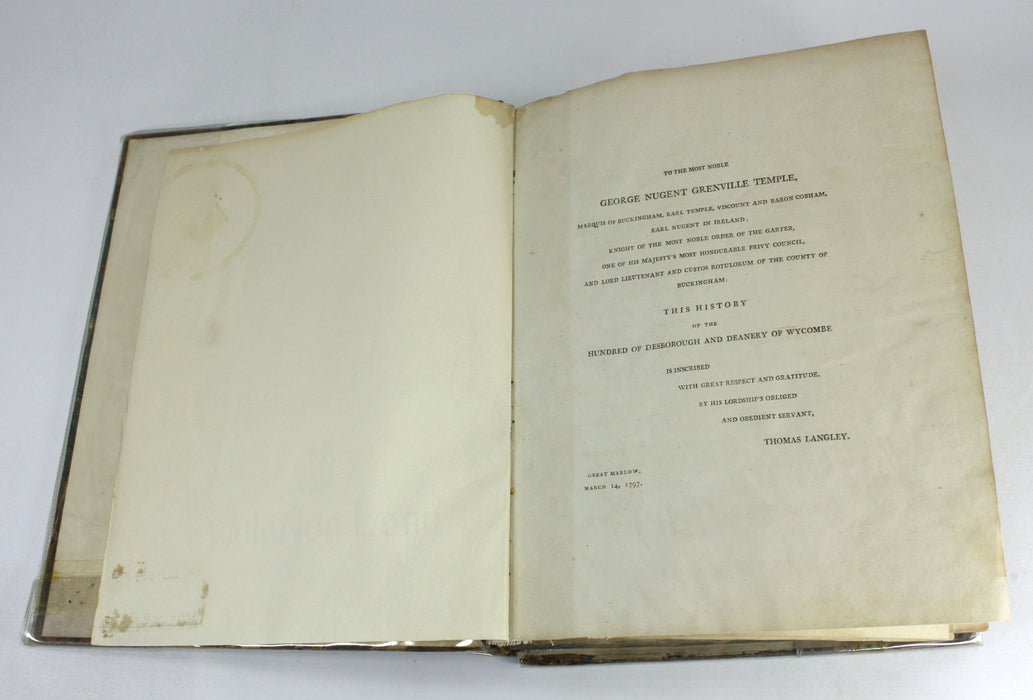 TO THE MOST NOBLE
GEORGE NUGENT GRENVILLE TEMPLE,
MARQUIS OF BUCKINGHAM, EARL TEMPLE, VISCOUNT AND BARON COBHAM,
EARL NUGENT IN IRELAND;
KNIGHT OF THE MOST NOBLE ORDER OF THE GARTER,
ONE OF HIS MAJESTY'S MOST HONOURABLE PRIVY COUNCIL,
AND LORD LIEUTENANT AND CUSTOS ROTULORUM OF THE COUNTY OF
BUCKINGHAM:
THIS HISTORY
OF THE
HUNDRED OF DESBOROUGH AND DEANERY OF WYCOMBE
IS INSCRIBED
WITH GREAT RESPECT AND GRATITUDE,
BY HIS LORDSHIP'S OBLIGED
AND OBEDIENT SERVANT,
THOMAS LANGLEY.
GREAT MARLOW,
MARCH 14, 1797.